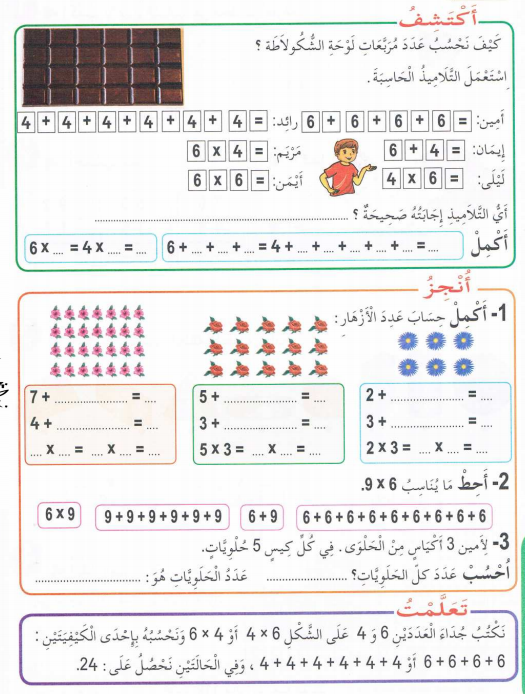 أَكْتَشِفُ
كَيْفَ نَحْسُبُ عَدَدَ مُرَبَّعَاتِ لَوْحَةِ الشُّكُولَاطَةِ ؟
اِسْتَعْمَلَ التَّلَامِيذُ الْحَاسِبَةَ.
أَمِين: 6 + 6 + 6 + 6 = رائِد: 4 + 4 + 4 + 4 + 4 + 4 =
إِيمَان: 6 + 4 = مَرْيَم: 6 x 4 =
لَيْلَى: 4 x 6 = أَيْمَن: 6 x 6 =
أَيُّ التَّلَامِيذِ إِجَابَتُهُ صَحِيحَةٌ ؟ ..............................
أَكْمِلْ 6 + .... + .... + .... = 4 + .... + .... + .... + .... + .... = .... 6 x .... = 4 x .... = ....
أُنْجِزُ
1- أَكْمِلْ حِسَابَ عَدَدِ الْأَزْهَارِ:
2 + .................. = .... 5 + .................. = .... 7 + .................. = ....
3 + .................. = .... 3 + .................. = .... 4 + .................. = ....
2 x 3 = .... x .... = .... 5 x 3 = .... x .... = .... .... x .... = .... x .... = ....
2- أُحِطْ مَا يُنَاسِبُ 6 x 9.
6+6+6+6+6+6+6+6+6 6+9 9+9+9+9+9+9 6 x 9
3- لِأَمين 3 أَكْيَاسٍ مِنْ الْحَلْوَى. فِي كُلِّ كِيسٍ 5 حُلْوِيَّاتٍ.
اُحْسُبْ عَدَدَ كلّ الحَلَوِيَّاتِ؟ .................. عَدَدُ الْحَلَوِيَّاتِ هُوَ: ..................
تَعَلَّمْتُ
نَكْتُبُ جُدَاءَ الْعَدَدَيْنِ 6 وَ 4 عَلَى الشَّكْلِ 6 × 4 أَوْ 4 × 6 وَنَحْسُبُهُ بِإِحْدَى الْكَيْفِيَتَيْنِ :
6 + 6 + 6 + 6 أَوْ 4 + 4 + 4 + 4 + 4 + 4 ، وَفِي الْحَالَتَيْنِ نَحْصُلُ عَلَى : 24.